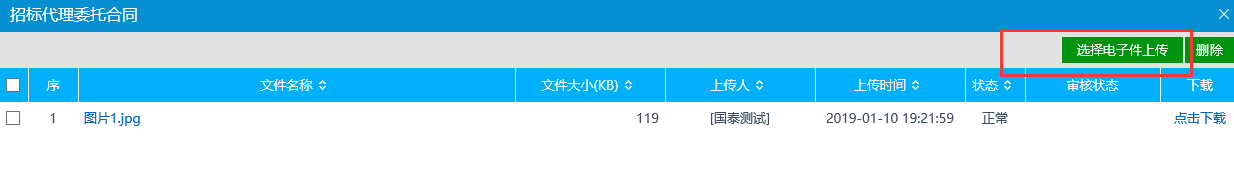 招标代理委托合同
选择电子件上传 删除
序 文件名称 文件大小(KB) 上传人 上传时间 状态 审核状态 下载
1 图片1.jpg 119 [国泰测试] 2019-01-10 19:21:59 正常 点击下载